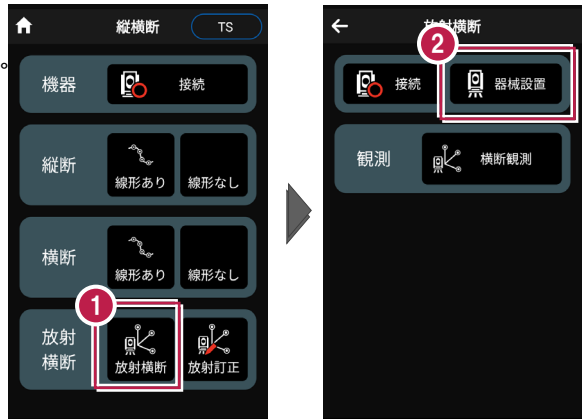 縦横断
TS
。
機器
接続
縦断
線形あり
線形なし
横断
線形あり
線形なし
1
放射
横断
放射横断
放射訂正
放射横断
2
接続
器械設置
観測
横断観測